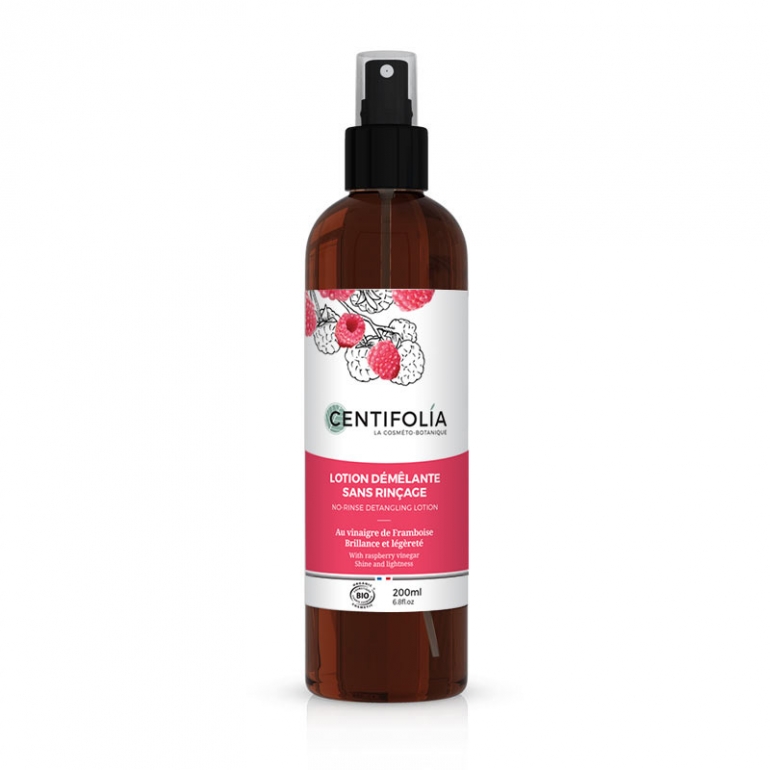 CENTIFOLÍA
LA COSMÉTO-BOTANIQUE
LOTION DÉMÊLANTE
SANS RINÇAGE
NO-RINSE DETANGLING LOTION
Au vinaigre de Framboise
Brillance et légèreté
With raspberry vinegar
Shine and lightness
BIO
200ml
6.8fl.oz